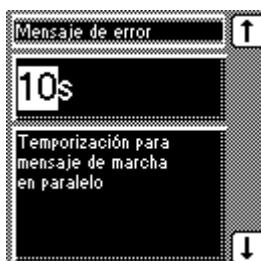 Mensaje de error
10s
Temporización para
mensaje de marcha
en paralelo